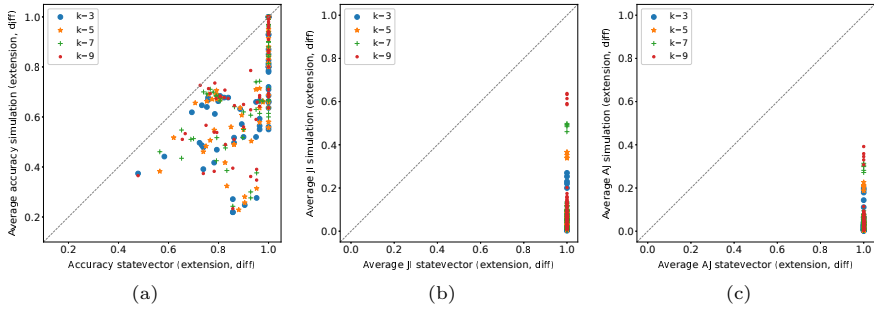 (a)
1.0
0.8
0.6
0.4
0.2
0.2
0.4
0.6
0.8
1.0
Average accuracy simulation (extension, diff)
Accuracy statevector (extension, diff)
k=3
k=5
k=7
k=9
(b)
1.0
0.8
0.6
0.4
0.2
0.0
0.0
0.2
0.4
0.6
0.8
1.0
Average JI simulation (extension, diff)
Average JI statevector (extension, diff)
k=3
k=5
k=7
k=9
(c)
1.0
0.8
0.6
0.4
0.2
0.0
0.0
0.2
0.4
0.6
0.8
1.0
Average AJ simulation (extension, diff)
Average AJ statevector (extension, diff)
k=3
k=5
k=7
k=9